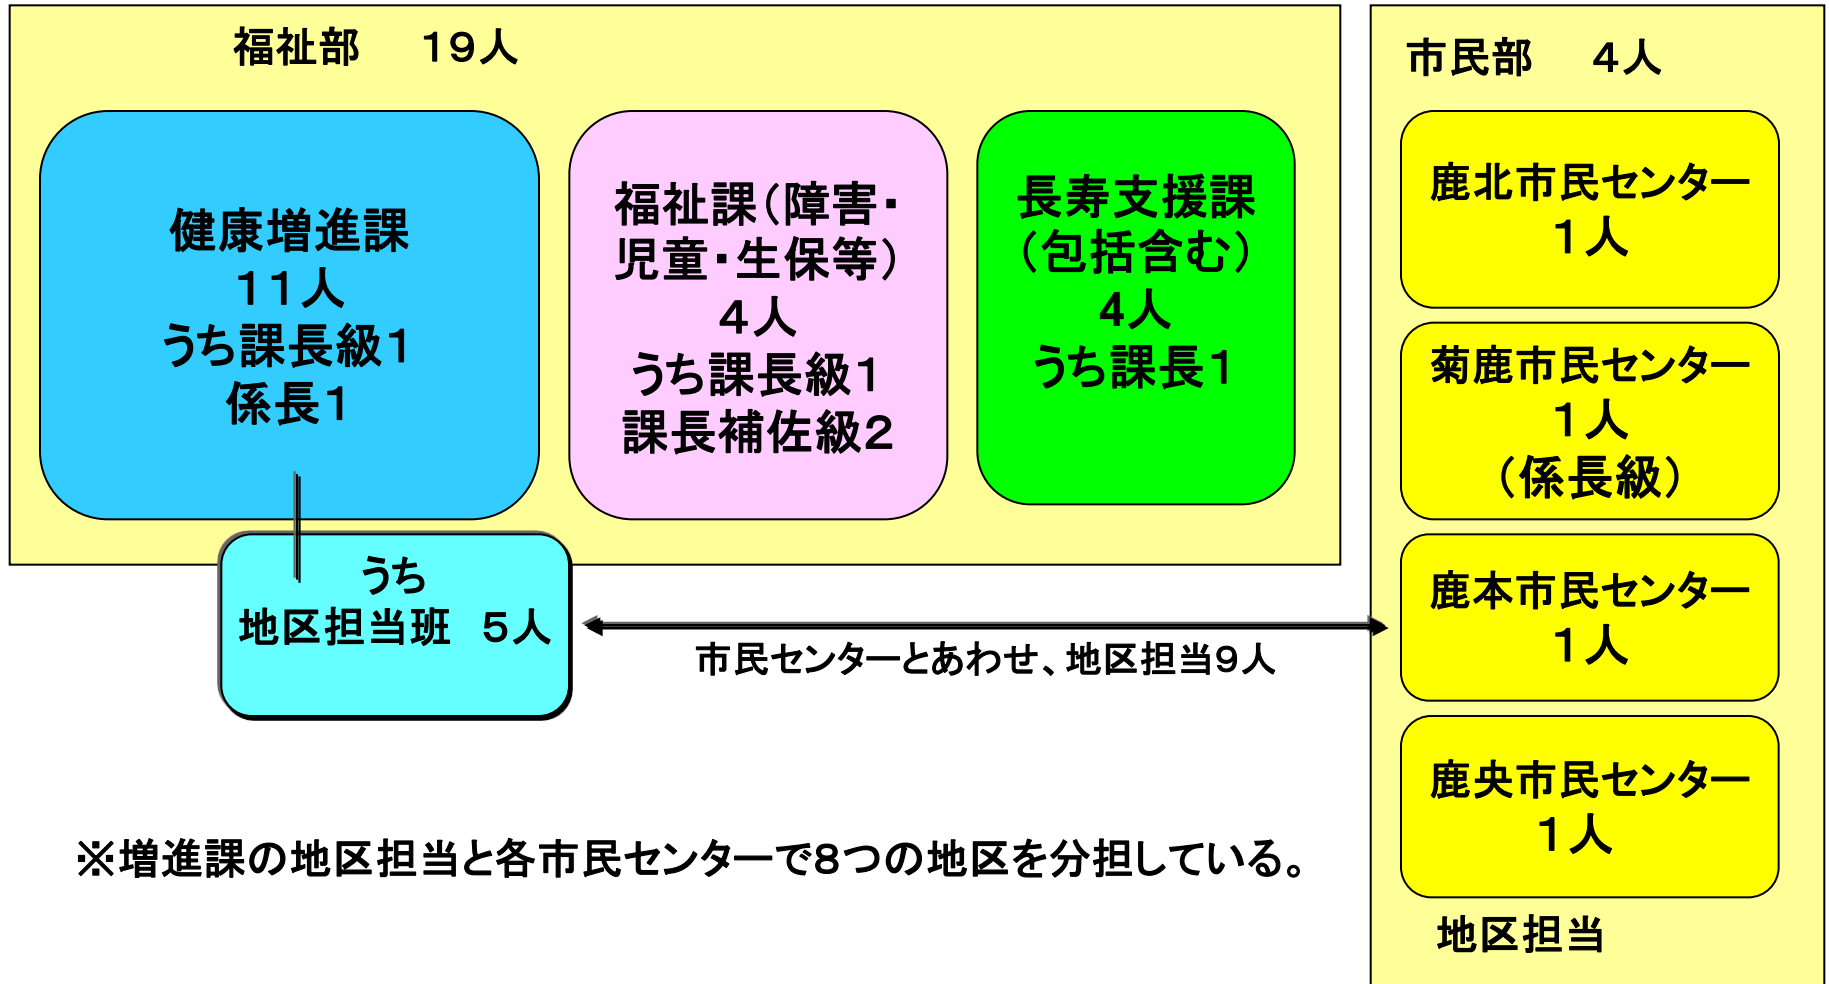 福祉部　19人
健康増進課
11人
うち課長級1
係長1
福祉課(障害・
児童・生保等)
4人
うち課長級1
課長補佐級2
長寿支援課
(包括含む)
4人
うち課長1
うち
地区担当班　5人
市民センターとあわせ、地区担当9人
市民部　4人
鹿北市民センター
1人
菊鹿市民センター
1人
(係長級)
鹿本市民センター
1人
鹿央市民センター
1人
地区担当
※増進課の地区担当と各市民センターで8つの地区を分担している。